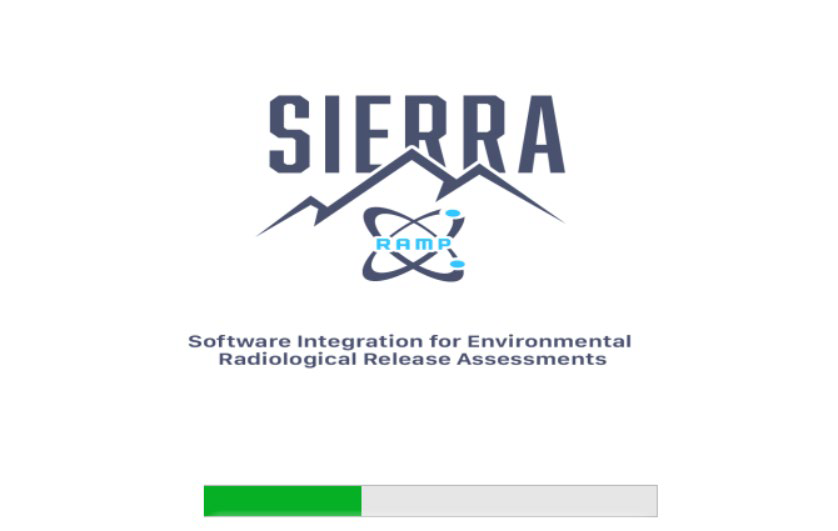 SIERRA
RAMP
Software Integration for Environmental
Radiological Release Assessments